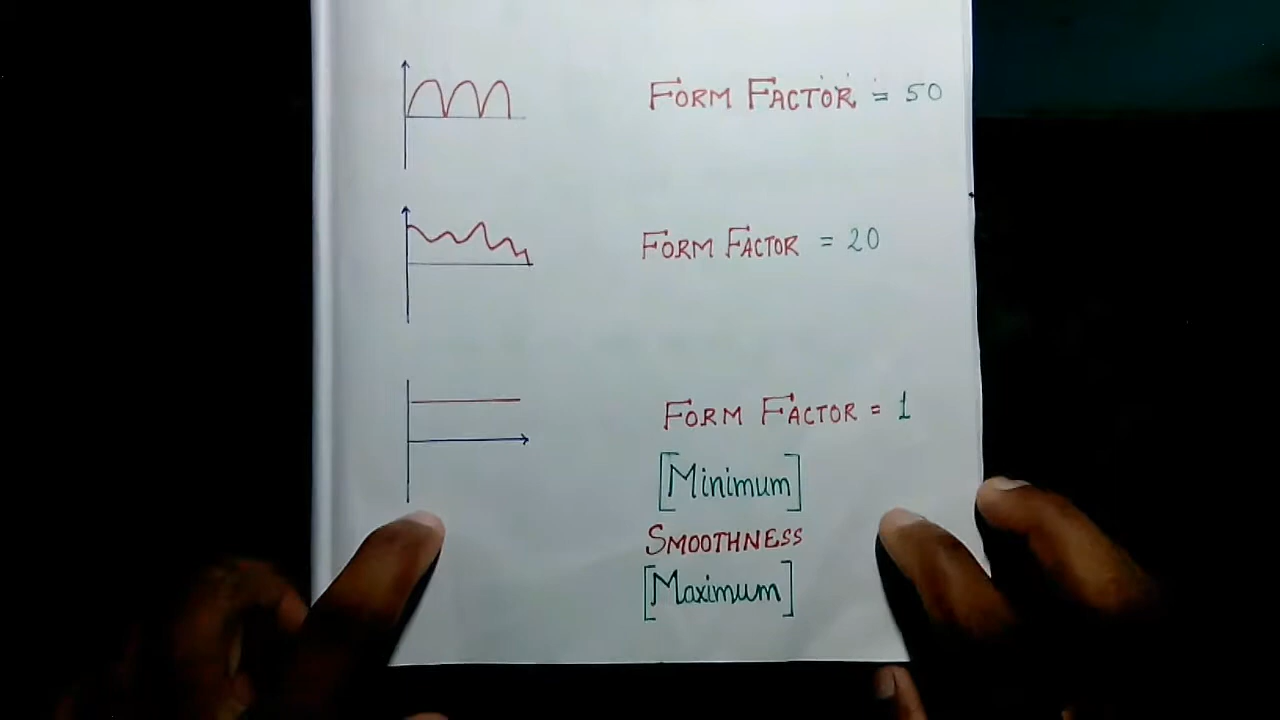 FORM FACTOR = 50
FORM FACTOR = 20
FORM FACTOR = 1
[Minimum]
SMOOTHNESS
[Maximum]